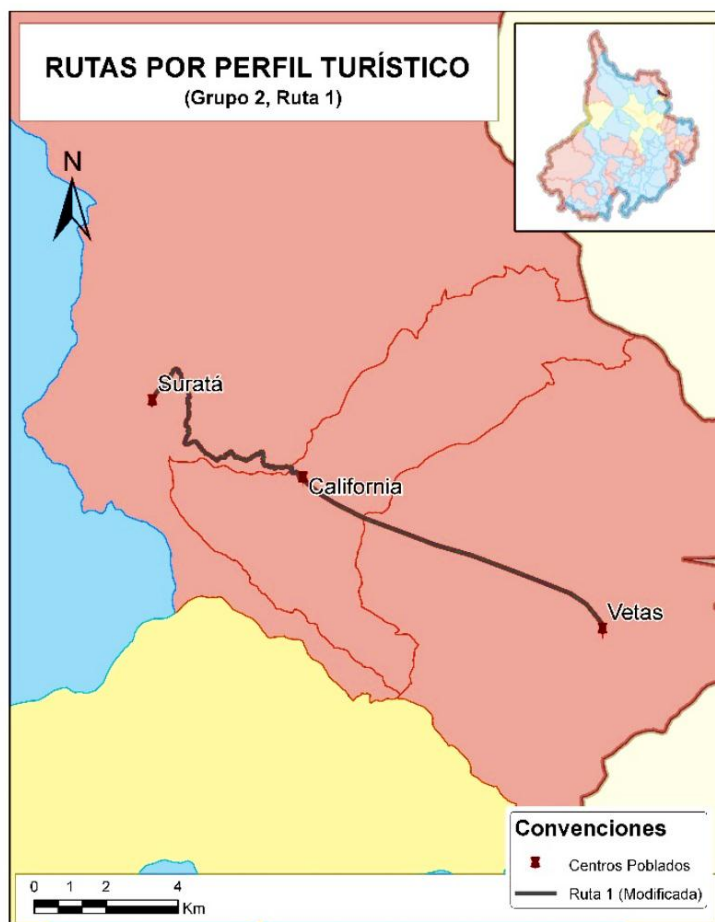 RUTAS POR PERFIL TURÍSTICO
(Grupo 2, Ruta 1)
N
Suratá
California
Vetas
Convenciones
Centros Poblados
Ruta 1 (Modificada)
0 1 2 4
Km